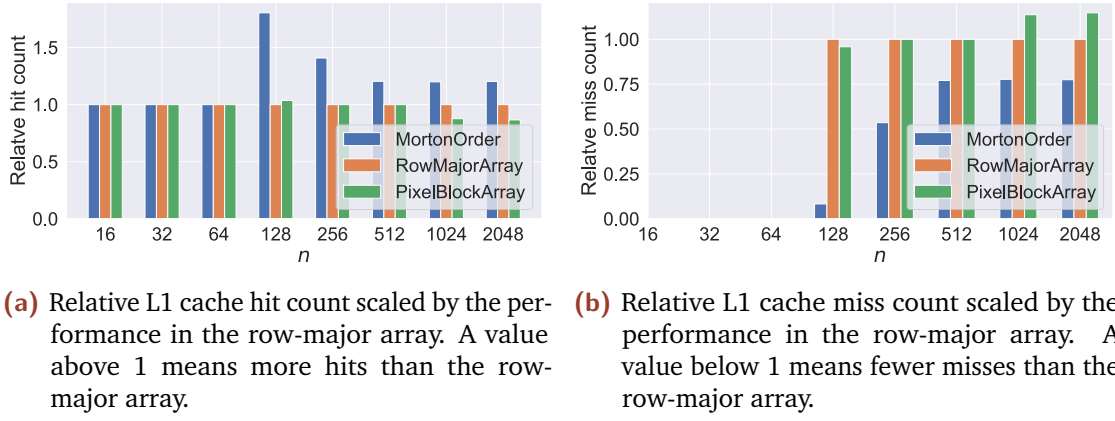 Relatve hit count
1.5
1.0
0.5
0.0
MortonOrder
RowMajorArray
PixelBlockArray
16 32 64 128 256 512 1024 2048
n
Relatve miss count
1.00
0.75
0.50
0.25
0.00
MortonOrder
RowMajorArray
PixelBlockArray
16 32 64 128 256 512 1024 2048
n
(a) Relative L1 cache hit count scaled by the per-
formance in the row-major array. A value
above 1 means more hits than the row-
major array.
(b) Relative L1 cache miss count scaled by the
performance in the row-major array. A
value below 1 means fewer misses than the
row-major array.